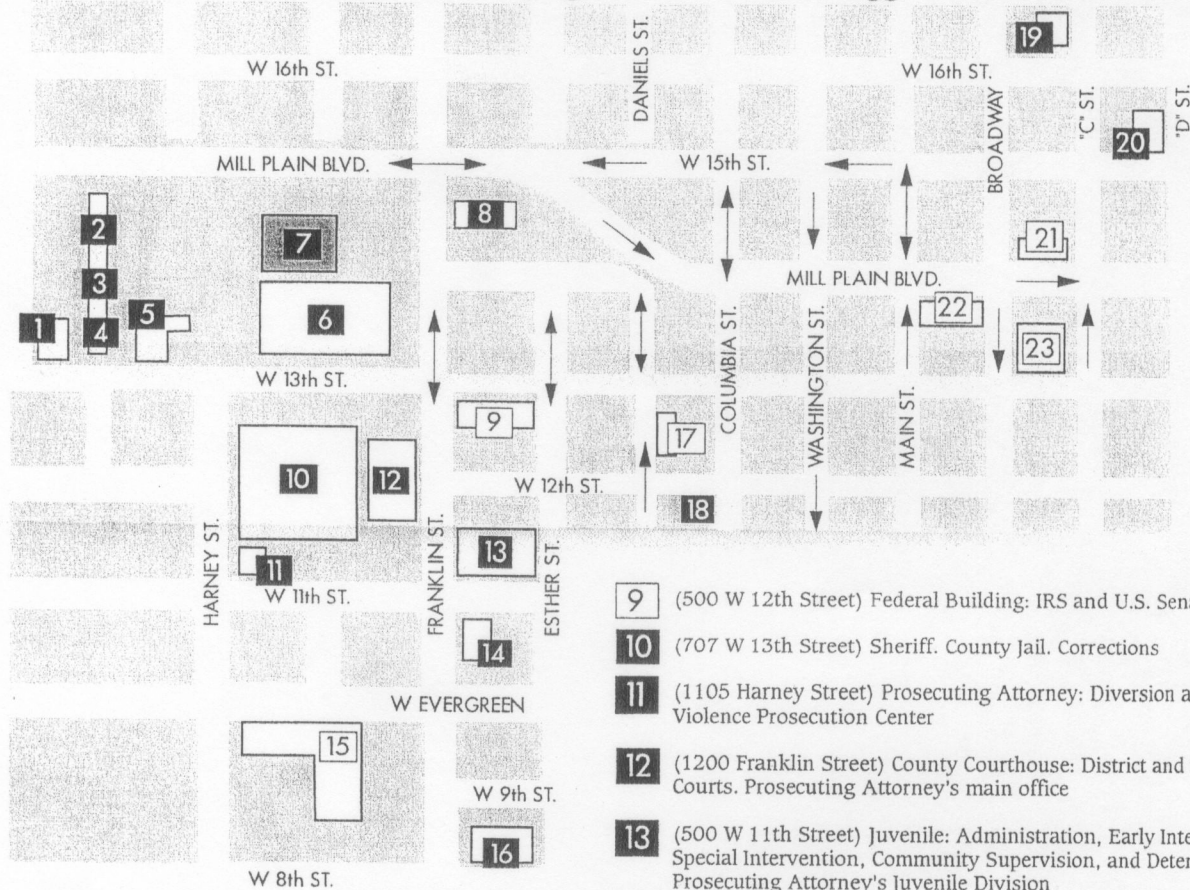 19
W 16th ST.
DANIELS ST.
W 16th ST.
BROADWAY
"C" ST.
"D" ST.
20
MILL PLAIN BLVD.
W 15th ST.
2
7
8
21
3
MILL PLAIN BLVD.
1
4
5
6
22
23
COLUMBIA ST.
WASHINGTON ST.
MAIN ST.
W 13th ST.
9
17
10
12
W 12th ST.
18
HARNEY ST.
FRANKLIN ST.
13
ESTHER ST.
11
W 11th ST.
14
W EVERGREEN
15
W 9th ST.
16
W 8th ST.
9 (500 W 12th Street) Federal Building: IRS and U.S.
10 (707 W 13th Street) Sheriff. County Jail. Corrections
11 (1105 Harney Street) Prosecuting Attorney: Diversion
Violence Prosecution Center
12 (1200 Franklin Street) County Courthouse: District and
Courts. Prosecuting Attorney's main office
13 (500 W 11th Street) Juvenile: Administration, Early
Special Intervention, Community Supervision, and
Prosecuting Attorney's Juvenile Division